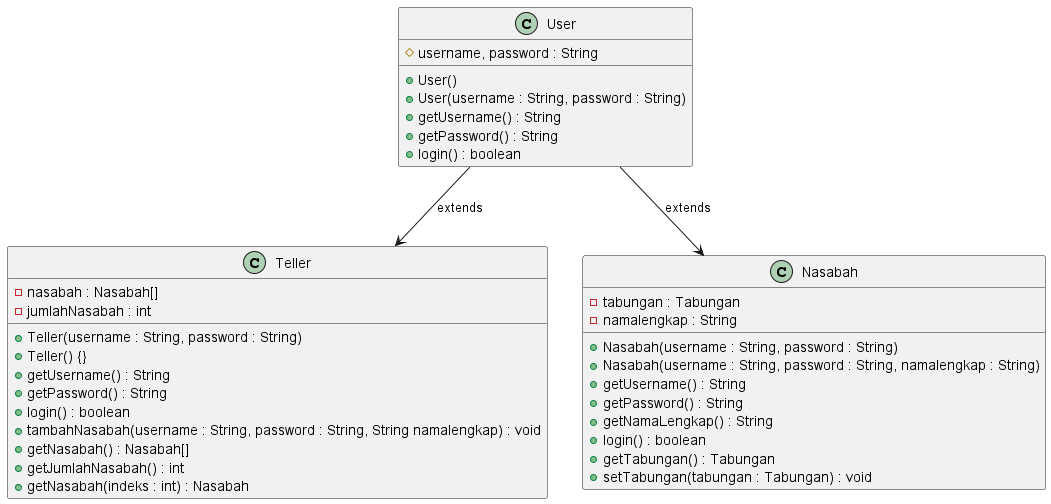 C User
username, password : String
User()
User(username : String, password : String)
getUsername() : String
getPassword() : String
login() : boolean
extends
extends
C Teller
nasabah : Nasabah[]
jumlahNasabah : int
Teller(username : String, password : String)
Teller() {}
getUsername() : String
getPassword() : String
login() : boolean
tambahNasabah(username : String, password : String, String namalengkap) : void
getNasabah() : Nasabah[]
getJumlahNasabah() : int
getNasabah(indeks : int) : Nasabah
C Nasabah
tabungan : Tabungan
namalengkap : String
Nasabah(username : String, password : String)
Nasabah(username : String, password : String, namalengkap : String)
getUsername() : String
getPassword() : String
getNamaLengkap() : String
login() : boolean
getTabungan() : Tabungan
setTabungan(tabungan : Tabungan) : void